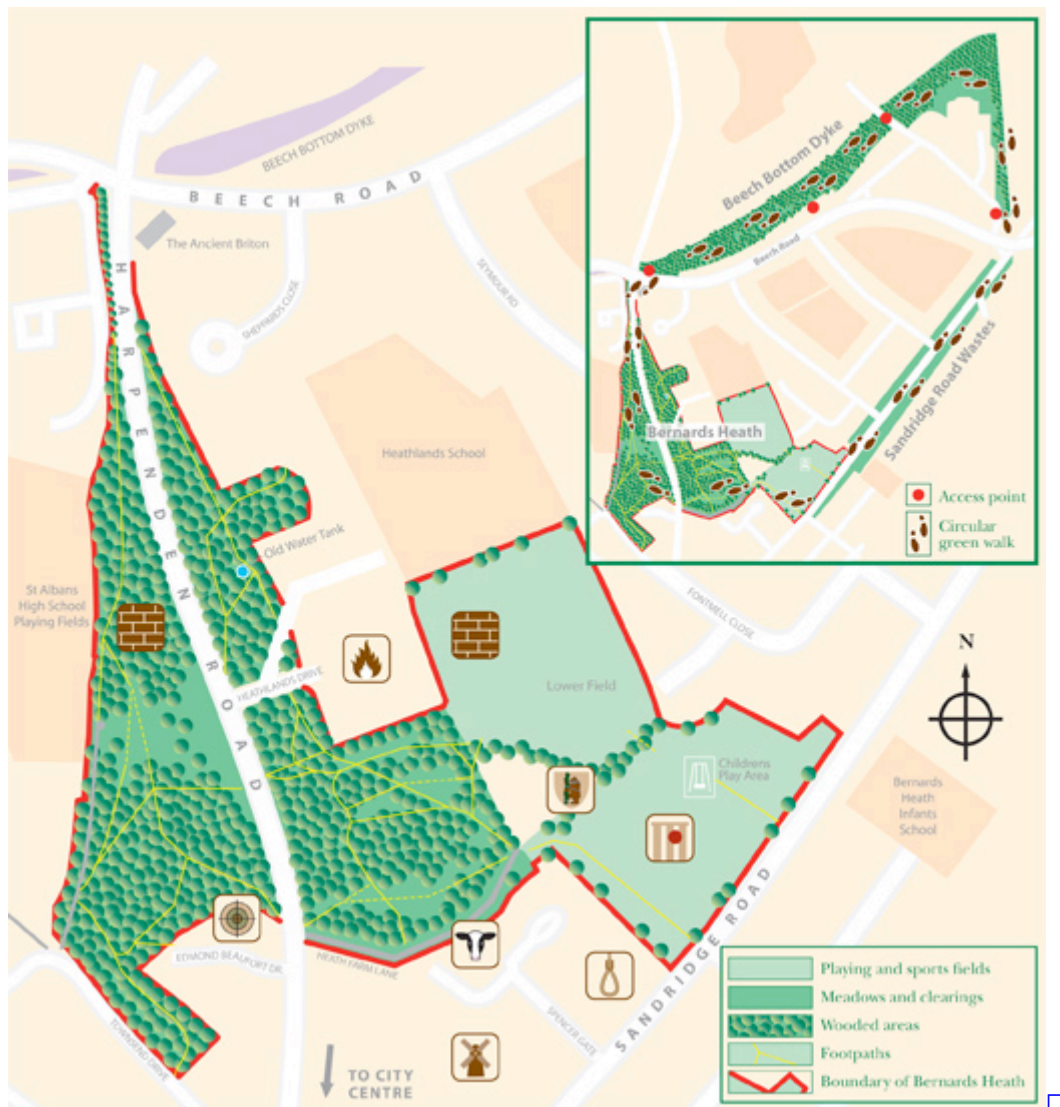 BEECH BOTTOM DYKE
BEECH ROAD
The Ancient Briton
HARPENDEN ROAD
SHEPPARDS CLOSE
SEYMOUR RD
Heathlands School
Old Water Tank
St Albans
High School
Playing Fields
HEATHLANDS DRIVE
Lower Field
FONTMELL CLOSE
Childrens
Play Area
Bernards
Heath
Infants
School
N
EDMOND BEAUFORT DR.
HEATH FARM LANE
TOWNSEND DRIVE
SPENCER GATE
SANDRIDGE ROAD
TO CITY
CENTRE
Beech Bottom Dyke
Beech Road
Bernards Heath
Sandridge Road Wastes
Access point
Circular
green walk
Playing and sports fields
Meadows and clearings
Wooded areas
Footpaths
Boundary of Bernards Heath